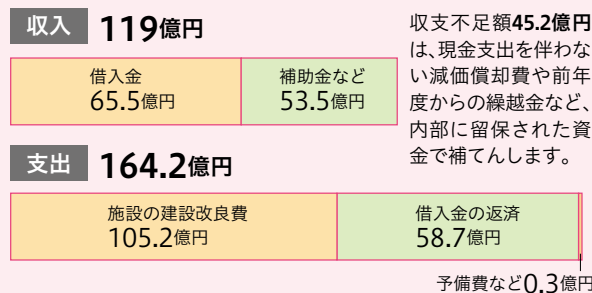 収入 119億円
借入金
65.5億円
補助金など
53.5億円
収支不足額45.2億円
は、現金支出を伴わな
い減価償却費や前年
度からの繰越金など、
内部に留保された資
金で補てんします。
支出 164.2億円
施設の建設改良費
105.2億円
借入金の返済
58.7億円
予備費など0.3億円